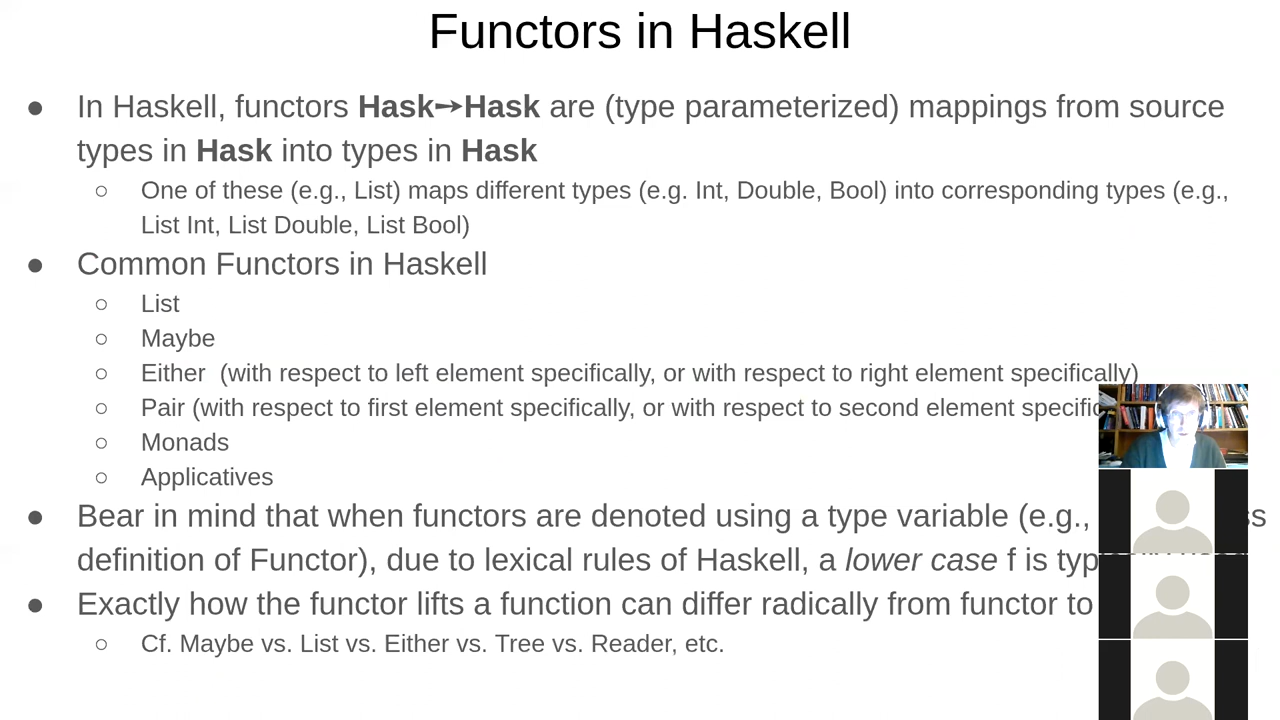 Functors in Haskell
● In Haskell, functors Hask→Hask are (type parameterized) mappings from source
types in Hask into types in Hask
○ One of these (e.g., List) maps different types (e.g. Int, Double, Bool) into corresponding types (e.g.,
List Int, List Double, List Bool)
● Common Functors in Haskell
○ List
○ Maybe
○ Either (with respect to left element specifically, or with respect to right element specifically)
○ Pair (with respect to first element specifically, or with respect to second element
○ Monads
○ Applicatives
● Bear in mind that when functors are denoted using a type variable (e.g.,
definition of Functor), due to lexical rules of Haskell, a lower case f is
● Exactly how the functor lifts a function can differ radically from functor to
○ Cf. Maybe vs. List vs. Either vs. Tree vs. Reader, etc.